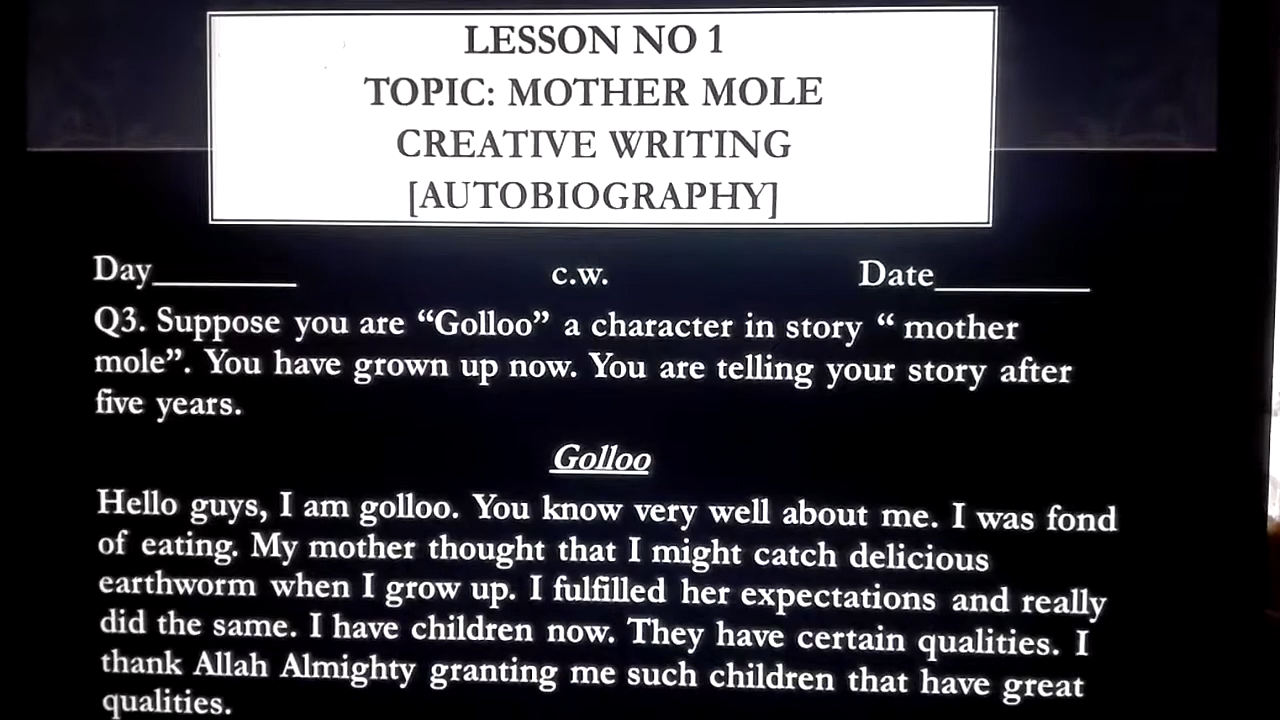 LESSON NO 1
TOPIC: MOTHER MOLE
CREATIVE WRITING
[AUTOBIOGRAPHY]
Day________ c.w. Date_________
Q3. Suppose you are “Golloo” a character in story “ mother
mole”. You have grown up now. You are telling your story after
five years.
Golloo
Hello guys, I am golloo. You know very well about me. I was fond
of eating. My mother thought that I might catch delicious
earthworm when I grow up. I fulfilled her expectations and really
did the same. I have children now. They have certain qualities. I
thank Allah Almighty granting me such children that have great
qualities.